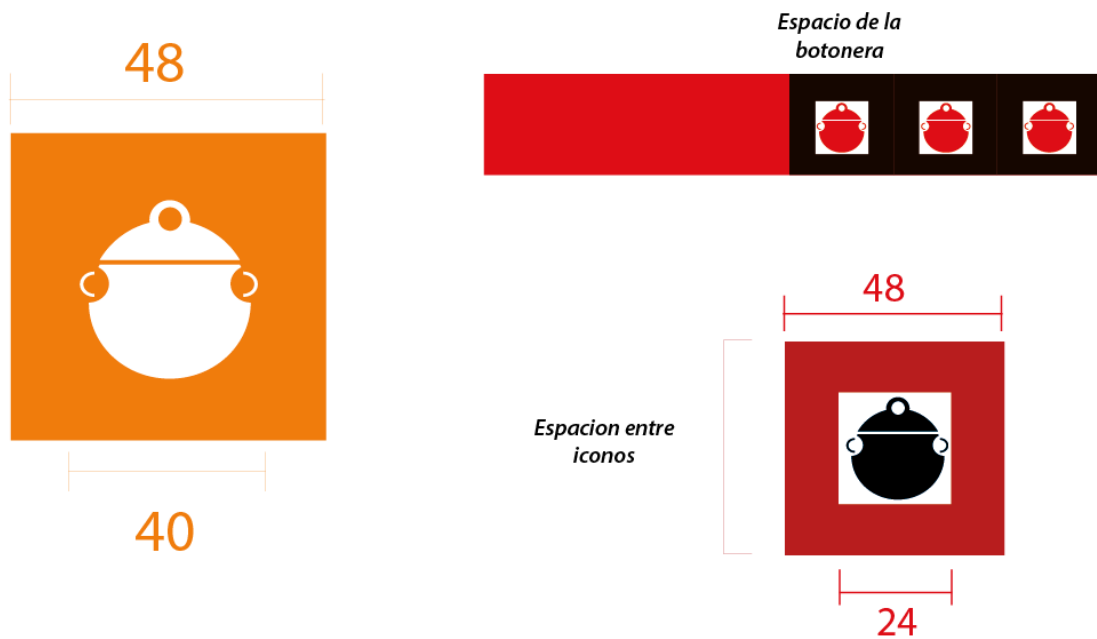 48
40
Espacio de la
botonera
48
Espacion entre
iconos
24